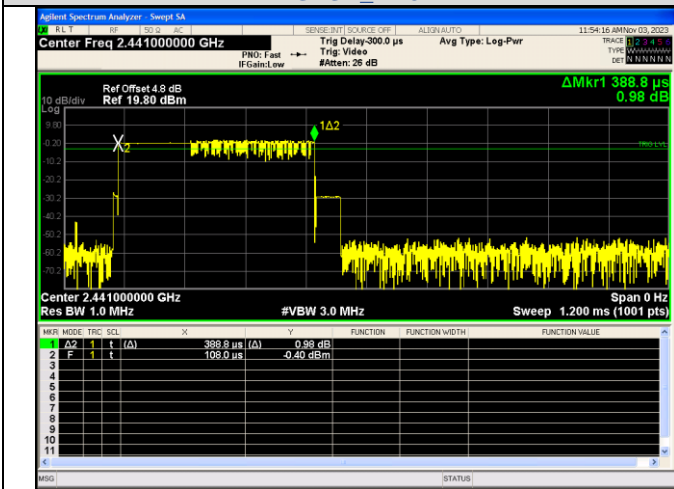 Agilent Spectrum Analyzer - Swept SA
R L T RF 50 Ω AC SENSE:INT SOURCE OFF ALIGN AUTO 11:54:16 AM Nov 03, 2023
Center Freq 2.441000000 GHz
PNO: Fast
IFGain:Low
Trig Delay-300.0 µs
Trig: Video
#Atten: 26 dB
Avg Type: Log-Pwr
TRACE 1 2 3 4 5 6
TYPE W
DET N N N N N N
ΔMkr1 388.8 µs
0.98 dB
Ref Offset 4.8 dB
10 dB/div Ref 19.80 dBm
Log
9.80
-0.20
-10.2
-20.2
-30.2
-40.2
-50.2
-60.2
-70.2
X2
1Δ2
TRIG LVL
Center 2.441000000 GHz Span 0 Hz
Res BW 1.0 MHz #VBW 3.0 MHz Sweep 1.200 ms (1001 pts)
MKR MODE TRC SCL X Y FUNCTION FUNCTION WIDTH FUNCTION VALUE
1 Δ2 1 t (Δ) 388.8 µs (Δ) 0.98 dB
2 F 1 t 108.0 µs -0.40 dBm
3
4
5
6
7
8
9
10
11
MSG STATUS